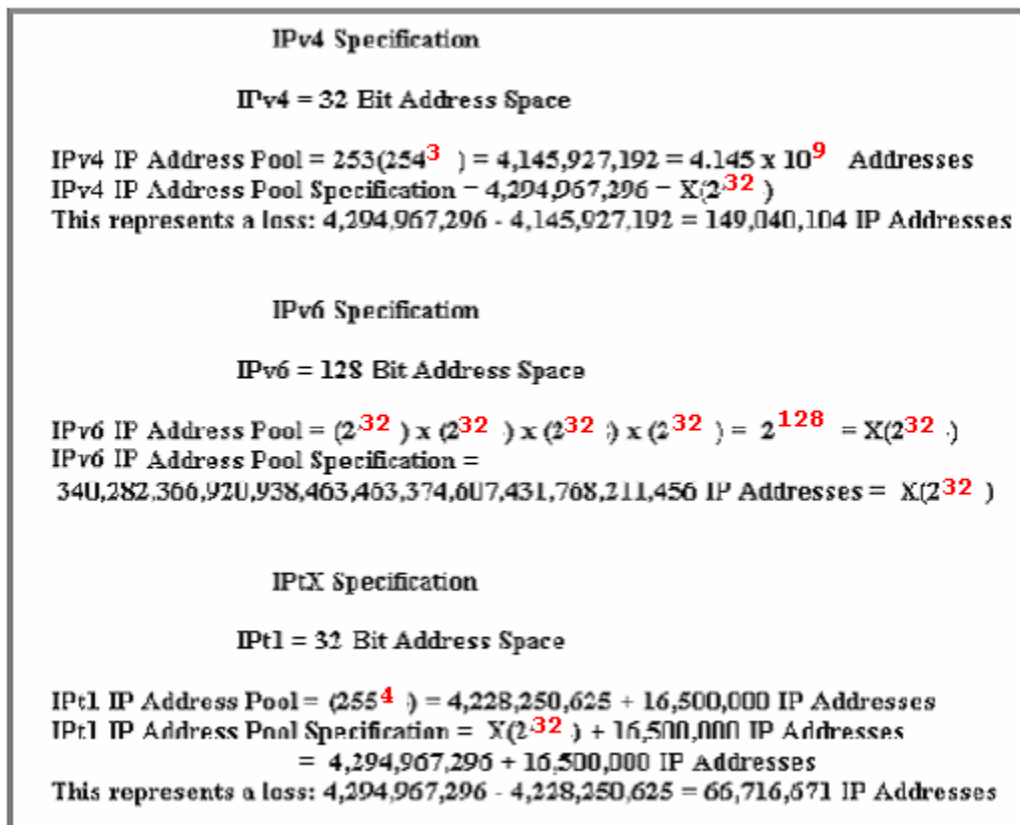 IPv4 Specification
IPv4 = 32 Bit Address Space
IPv4 IP Address Pool = 253(254³ ) = 4,145,927,192 = 4.145 x 10⁹ Addresses
IPv4 IP Address Pool Specification = 4,294,967,296 = X(2³² )
This represents a loss: 4,294,967,296 - 4,145,927,192 = 149,040,104 IP Addresses
IPv6 Specification
IPv6 = 128 Bit Address Space
IPv6 IP Address Pool = (2³² ) x (2³² ) x (2³² ) x (2³² ) = 2¹²⁸ = X(2³² )
IPv6 IP Address Pool Specification =
340,282,366,920,938,463,463,374,607,431,768,211,456 IP Addresses = X(2³² )
IPtX Specification
IPt1 = 32 Bit Address Space
IPt1 IP Address Pool = (255⁴ ) = 4,228,250,625 + 16,500,000 IP Addresses
IPt1 IP Address Pool Specification = X(2³² ) + 16,500,000 IP Addresses
= 4,294,967,296 + 16,500,000 IP Addresses
This represents a loss: 4,294,967,296 - 4,228,250,625 = 66,716,671 IP Addresses